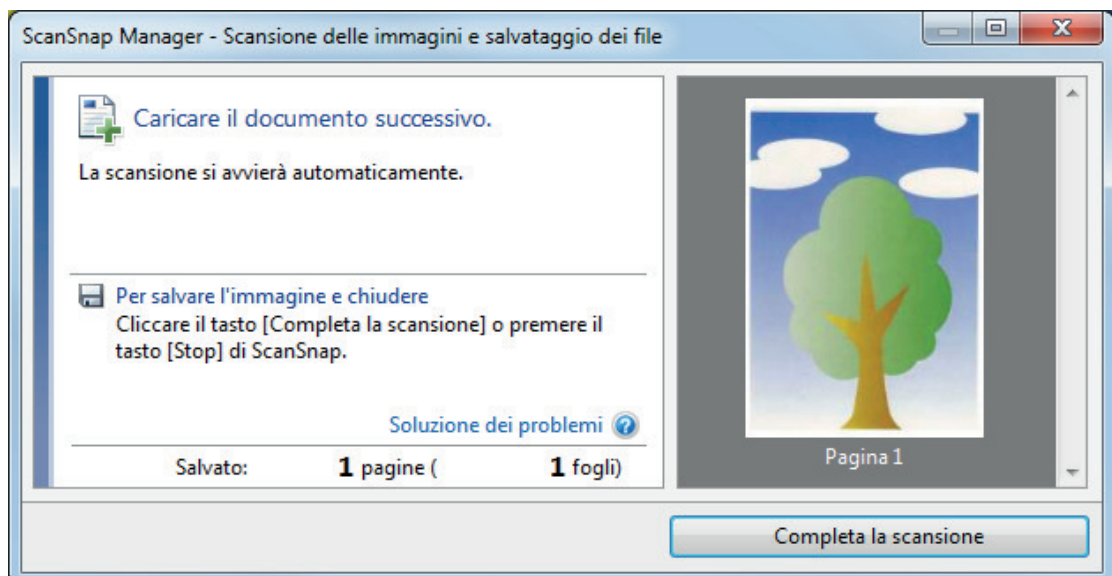 ScanSnap Manager - Scansione delle immagini e salvataggio dei file
Caricare il documento successivo.
La scansione si avvierà automaticamente.
Per salvare l'immagine e chiudere
Cliccare il tasto [Completa la scansione] o premere il
tasto [Stop] di ScanSnap.
Soluzione dei problemi
Salvato: 1 pagine ( 1 fogli)
Pagina 1
Completa la scansione